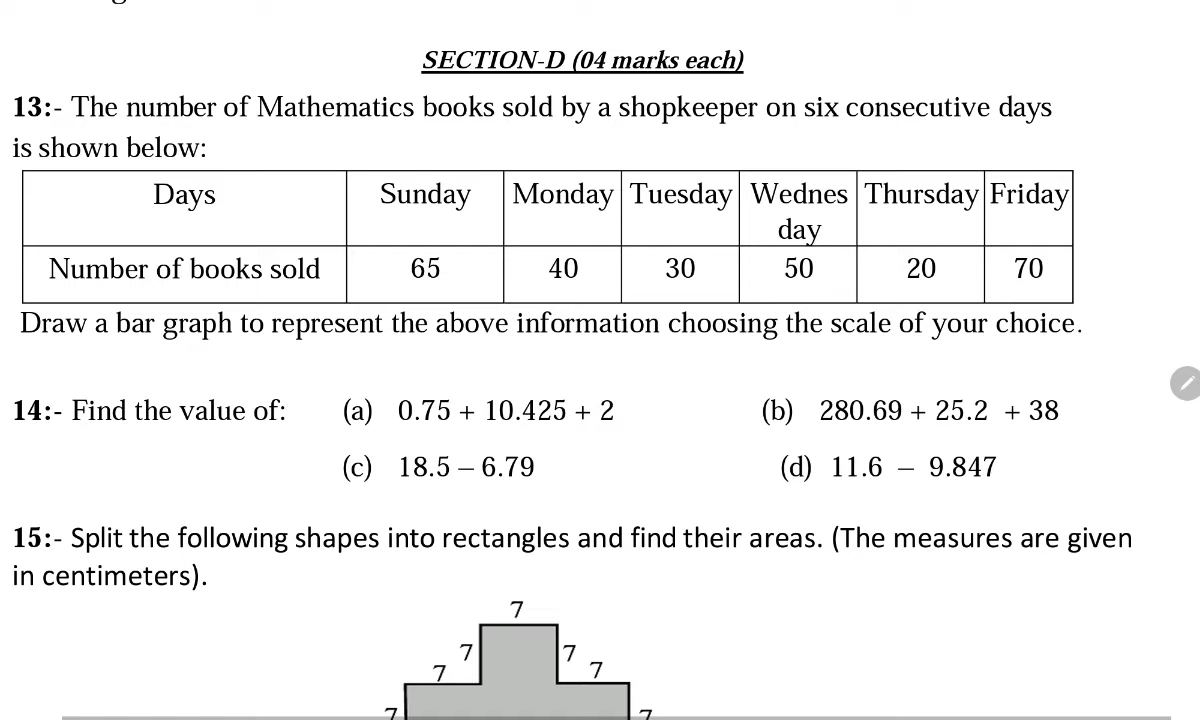 SECTION-D (04 marks each)
13:- The number of Mathematics books sold by a shopkeeper on six consecutive days
is shown below:
Days Sunday Monday Tuesday Wednes Thursday Friday
day
Number of books sold 65 40 30 50 20 70
Draw a bar graph to represent the above information choosing the scale of your choice.
14:- Find the value of: (a) 0.75 + 10.425 + 2 (b) 280.69 + 25.2 + 38
(c) 18.5 – 6.79 (d) 11.6 – 9.847
15:- Split the following shapes into rectangles and find their areas. (The measures are given
in centimeters).
7
7 7
7 7
7 7